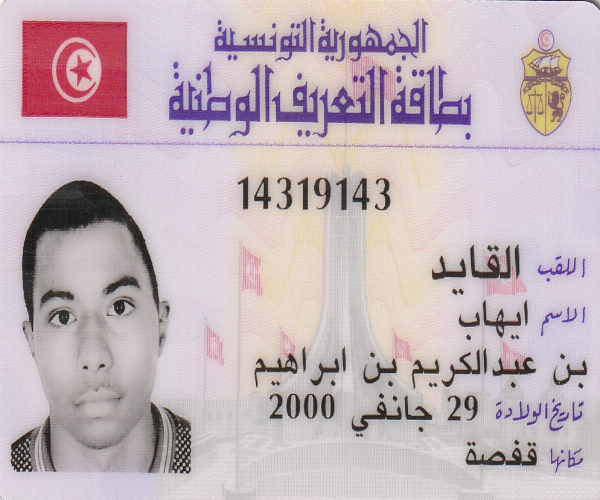 الجمهورية التونسية
بطاقة التعريف الوطنية
14319143
اللقب القايد
الاسم ايهاب
بن عبدالكريم بن ابراهيم
تاريخ الولادة 29 جانفي 2000
مكانها قفصة